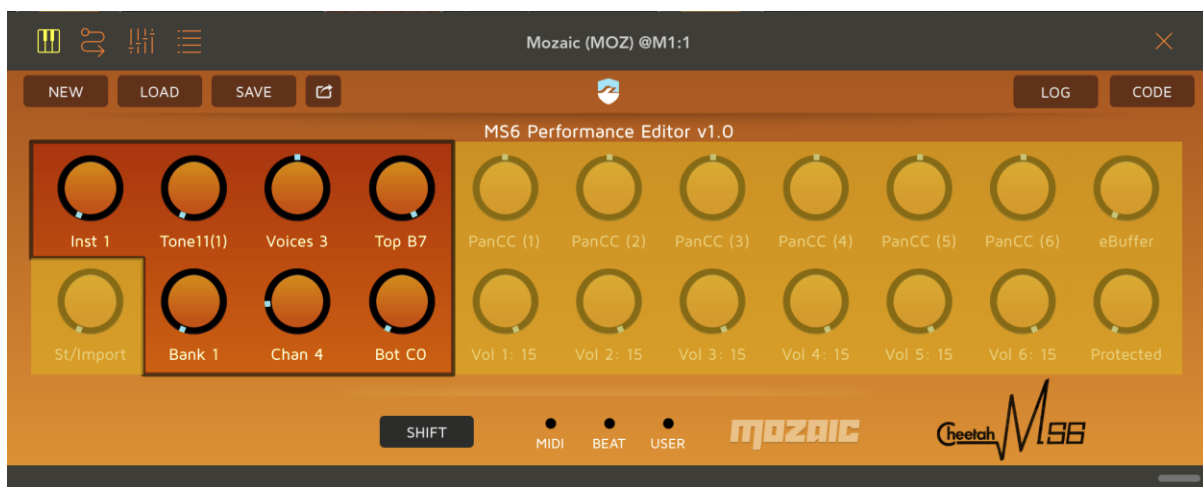 Mozaic (MOZ) @M1:1
NEW LOAD SAVE LOG CODE
MS6 Performance Editor v1.0
Inst 1 Tone11(1) Voices 3 Top B7 PanCC (1) PanCC (2) PanCC (3) PanCC (4) PanCC (5) PanCC (6) eBuffer
St/Import Bank 1 Chan 4 Bot C0 Vol 1: 15 Vol 2: 15 Vol 3: 15 Vol 4: 15 Vol 5: 15 Vol 6: 15 Protected
SHIFT MIDI BEAT USER mozaic Cheetah MS6